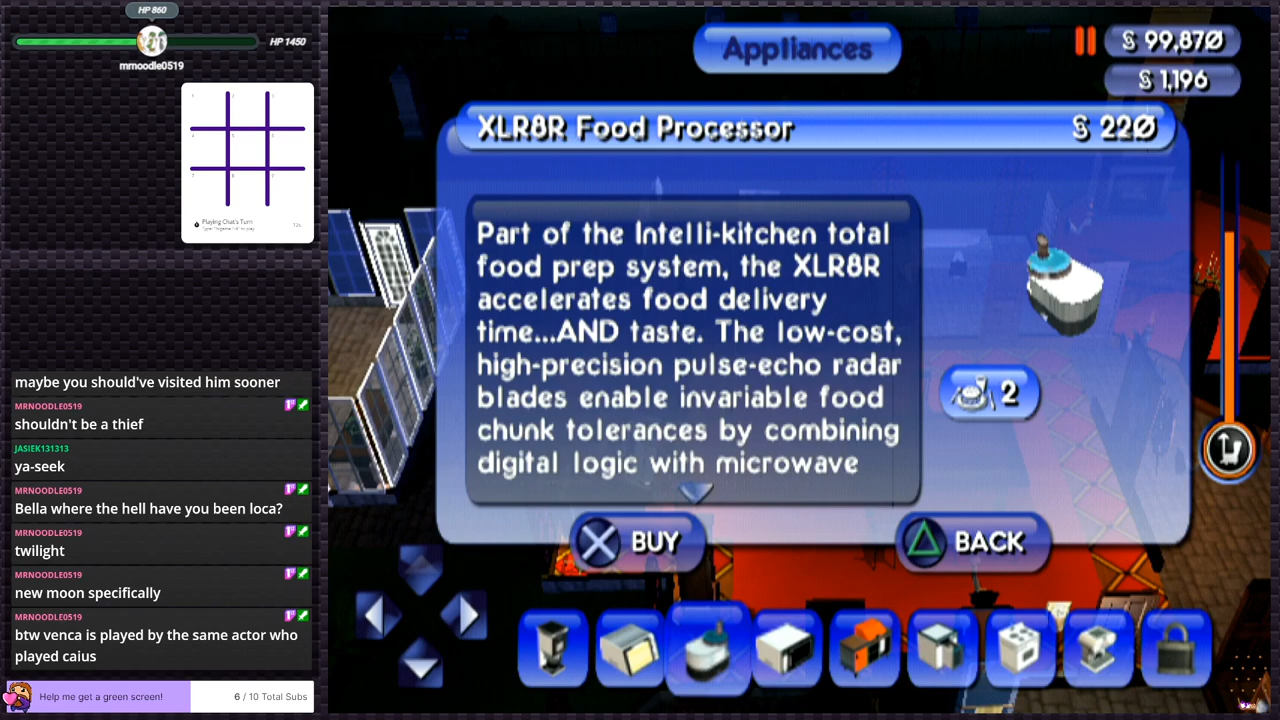 HP 860
HP 1450
mrnoodle0519
Playing Chat's Turn
maybe you should've visited him sooner
MRNOODLE0519
shouldn't be a thief
JASIEK131313
ya-seek
MRNOODLE0519
Bella where the hell have you been loca?
MRNOODLE0519
twilight
MRNOODLE0519
new moon specifically
MRNOODLE0519
btw venca is played by the same actor who
played caius
Help me get a green screen!
6 / 10 Total Subs
Appliances
§ 99,870
§ 1,196
XLR8R Food Processor
§ 220
Part of the Intelli-kitchen total
food prep system, the XLR8R
accelerates food delivery
time...AND taste. The low-cost,
high-precision pulse-echo radar
blades enable invariable food
chunk tolerances by combining
digital logic with microwave
2
BUY
BACK